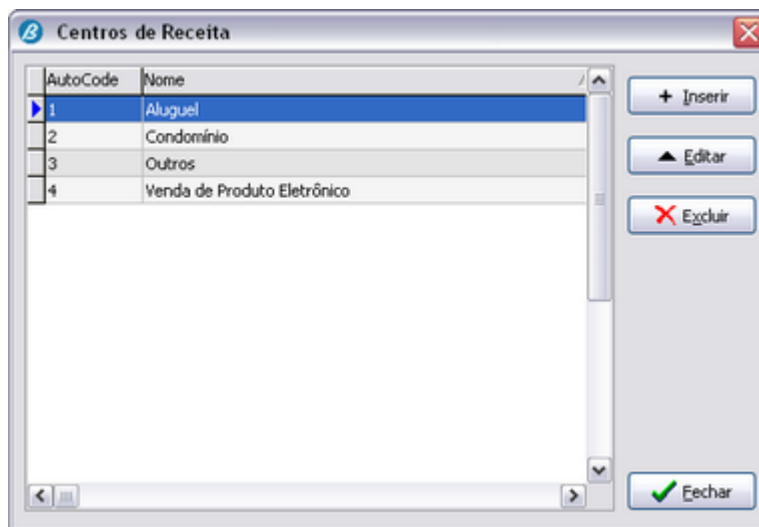 Centros de Receita
AutoCode Nome
1 Aluguel
2 Condomínio
3 Outros
4 Venda de Produto Eletrônico
+ Inserir
Editar
Excluir
Fechar